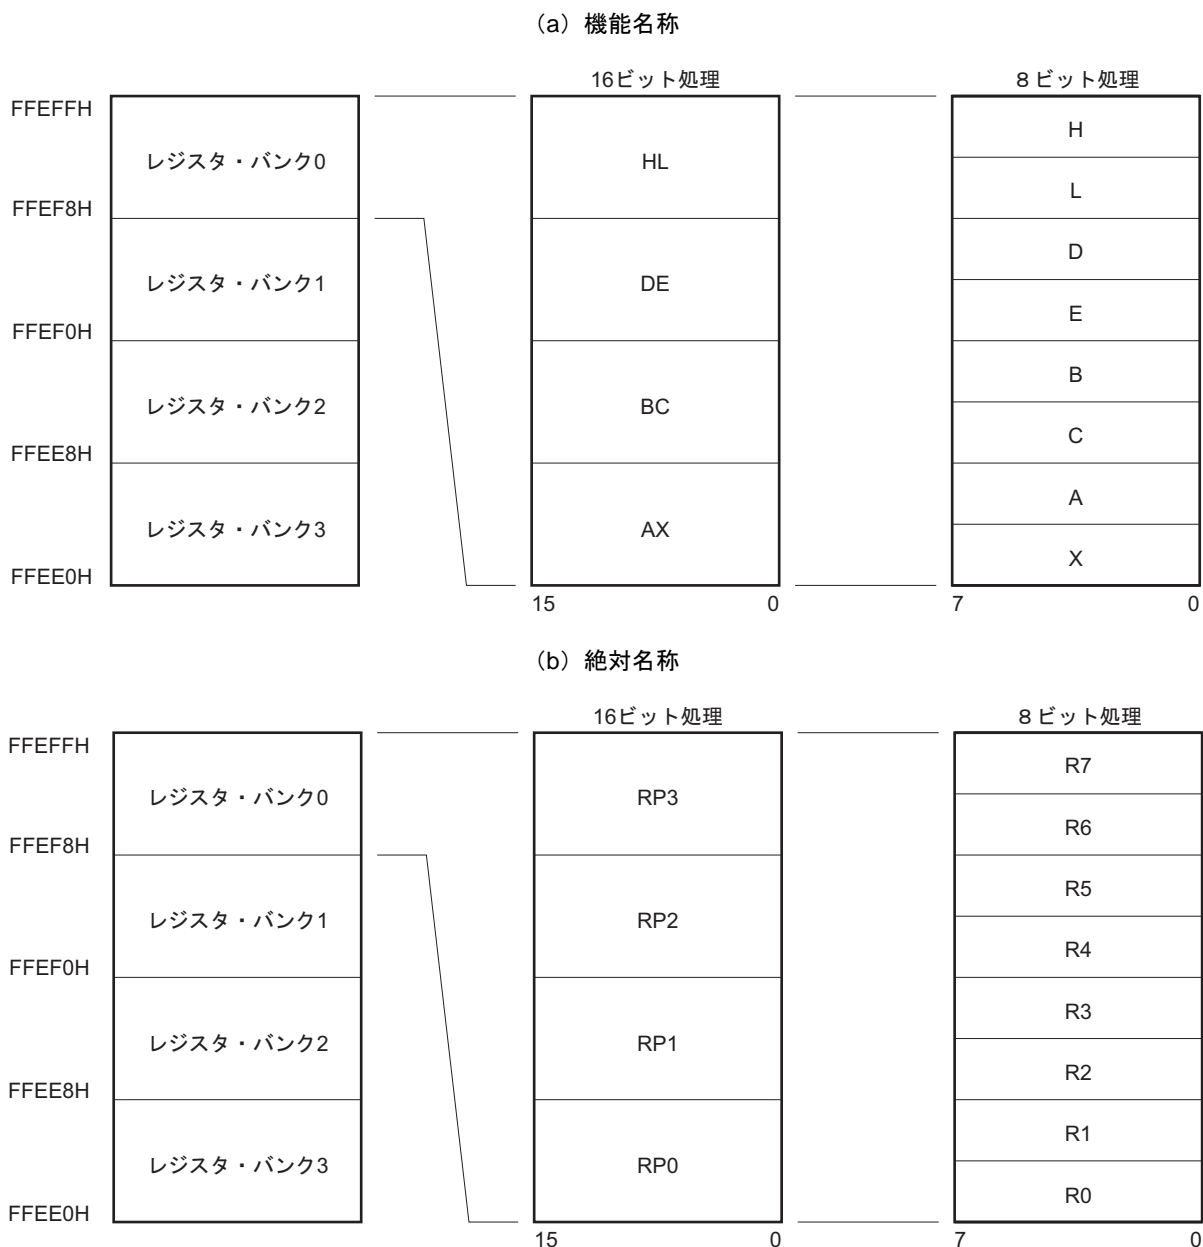 (a) 機能名称
16ビット処理
8ビット処理
FFEFFH
レジスタ・バンク0
HL
H
L
FFEF8H
レジスタ・バンク1
DE
D
E
FFEF0H
レジスタ・バンク2
BC
B
C
FFEE8H
レジスタ・バンク3
AX
A
X
FFEE0H
15
0
7
0
(b) 絶対名称
16ビット処理
8ビット処理
FFEFFH
レジスタ・バンク0
RP3
R7
R6
FFEF8H
レジスタ・バンク1
RP2
R5
R4
FFEF0H
レジスタ・バンク2
RP1
R3
R2
FFEE8H
レジスタ・バンク3
RP0
R1
R0
FFEE0H
15
0
7
0